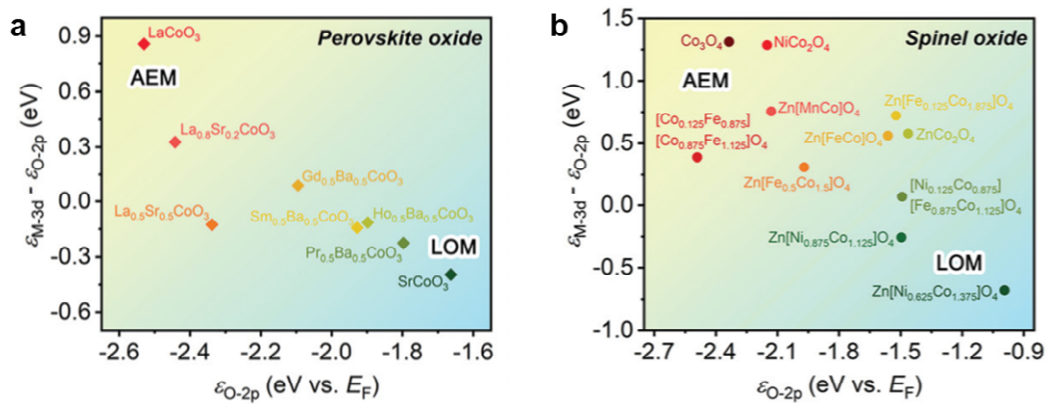 a
Perovskite oxide
0.9
0.6
0.3
0.0
-0.3
-0.6
εM-3d - εO-2p (eV)
LaCoO3
AEM
La0.8Sr0.2CoO3
Gd0.5Ba0.5CoO3
La0.5Sr0.5CoO3
Sm0.5Ba0.5CoO3
Ho0.5Ba0.5CoO3
Pr0.5Ba0.5CoO3
LOM
SrCoO3
-2.6 -2.4 -2.2 -2.0 -1.8 -1.6
εO-2p (eV vs. EF)
b
Spinel oxide
1.5
1.0
0.5
0.0
-0.5
-1.0
εM-3d - εO-2p (eV)
Co3O4
NiCo2O4
AEM
Zn[MnCo]O4
Zn[Fe0.125Co1.875]O4
[Co0.125Fe0.875]
[Co0.875Fe1.125]O4
Zn[FeCo]O4
ZnCo2O4
Zn[Fe0.5Co1.5]O4
[Ni0.125Co0.875]
[Fe0.875Co1.125]O4
Zn[Ni0.875Co1.125]O4
LOM
Zn[Ni0.625Co1.375]O4
-2.7 -2.4 -2.1 -1.8 -1.5 -1.2 -0.9
εO-2p (eV vs. EF)